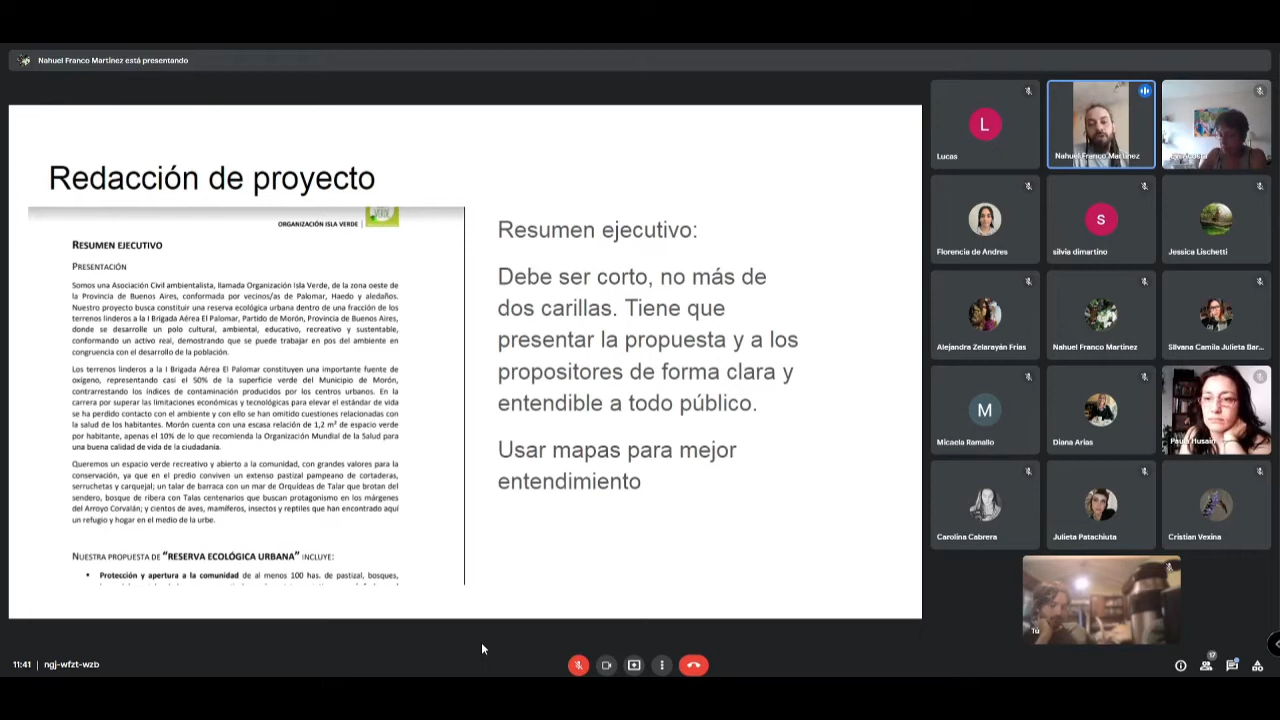 Nahuel Franco Martínez está presentando
Redacción de proyecto
ORGANIZACIÓN ISLA VERDE
VERDE
RESUMEN EJECUTIVO
PRESENTACIÓN
Somos una Asociación Civil ambientalista, llamada Organización Isla Verde, de la zona oeste de
la Provincia de Buenos Aires, conformada por vecinos/as de Palomar, Haedo y aledaños.
Nuestro proyecto busca constituir una reserva ecológica urbana dentro de una fracción de los
terrenos linderos a la I Brigada Aérea El Palomar, Partido de Morón, Provincia de Buenos Aires,
donde se desarrolle un polo cultural, ambiental, educativo, recreativo y sustentable,
conformando un activo real, demostrando que se puede trabajar en pos del ambiente en
congruencia con el desarrollo de la población.
Los terrenos linderos a la I Brigada Aérea El Palomar constituyen una importante fuente de
oxígeno, representando casi el 50% de la superficie verde del Municipio de Morón,
contrarrestando los índices de contaminación producidos por los centros urbanos. En la
carrera por superar las limitaciones económicas y tecnológicas para elevar el estándar de vida
se ha perdido contacto con el ambiente y con ello se han omitido cuestiones relacionadas con
la salud de los habitantes. Morón cuenta con una escasa relación de 1,2 m² de espacio verde
por habitante, apenas el 10% de lo que recomienda la Organización Mundial de la Salud para
una buena calidad de vida de la ciudadanía.
Queremos un espacio verde recreativo y abierto a la comunidad, con grandes valores para la
conservación, ya que en el predio conviven un extenso pastizal pampeano de cortaderas,
serruchetas y carquejal; un talar de barraca con un mar de Orquídeas de Talar que brotan del
sendero, bosque de ribera con Talas centenarios que buscan protagonismo en los márgenes
del Arroyo Corvalán; y cientos de aves, mamíferos, insectos y reptiles que han encontrado aquí
un refugio y hogar en el medio de la urbe.
NUESTRA PROPUESTA DE “RESERVA ECOLÓGICA URBANA” INCLUYE:
• Protección y apertura a la comunidad de al menos 100 has. de pastizal, bosques,
Resumen ejecutivo:
Debe ser corto, no más de
dos carillas. Tiene que
presentar la propuesta y a los
propositores de forma clara y
entendible a todo público.
Usar mapas para mejor
entendimiento
L
Lucas
Nahuel Franco Martínez
Florencia de Andres
s
silvia dimartino
Jessica Lischetti
Alejandra Zelarayán Frias
Nahuel Franco Martinez
Silvana Camila Julieta Bar...
M
Micaela Ramallo
Diana Arias
Paula Husain
Carolina Cabrera
Julieta Patachiuta
Cristian Vexina
Tú
11:41 | ngj-wfzt-wzb
17